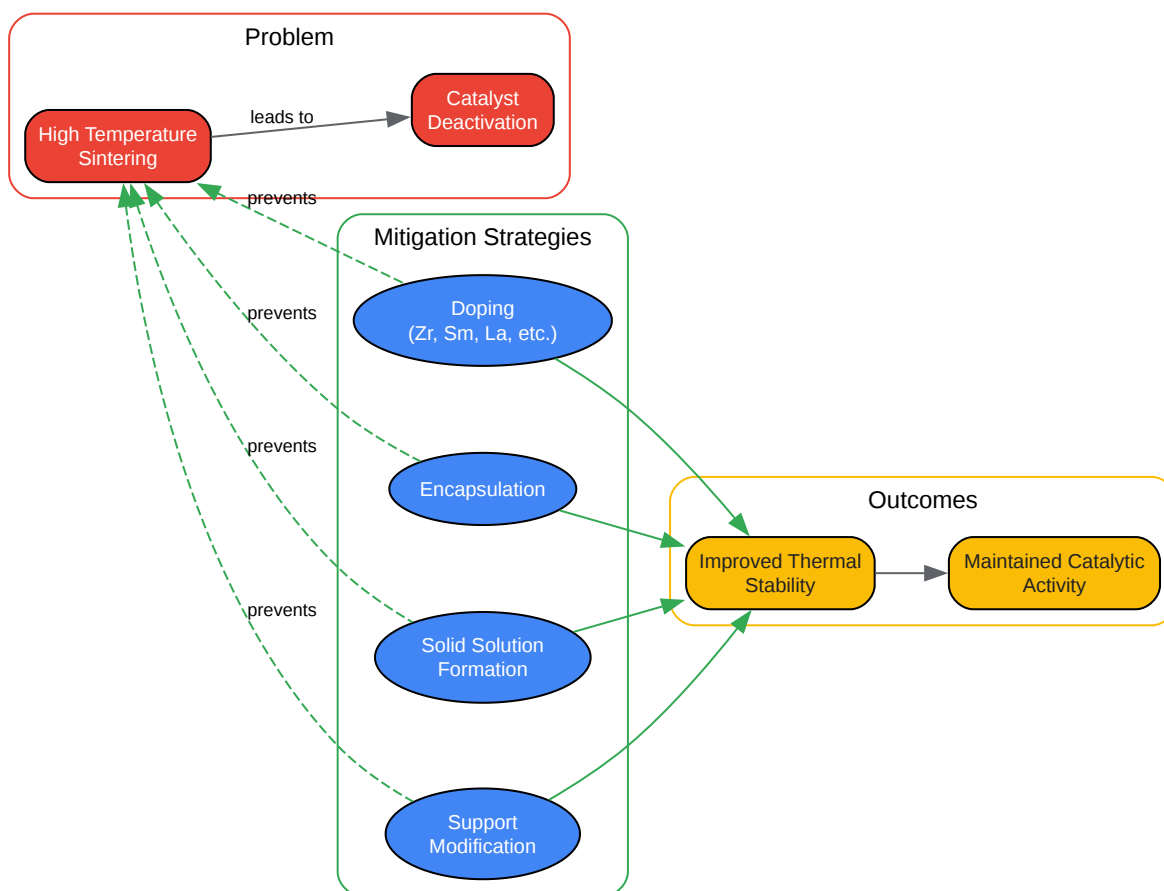 Problem
High Temperature
Sintering
leads to
Catalyst
Deactivation
prevents
Mitigation Strategies
Doping
(Zr, Sm, La, etc.)
prevents
Encapsulation
prevents
Solid Solution
Formation
prevents
Support
Modification
Outcomes
Improved Thermal
Stability
Maintained Catalytic
Activity